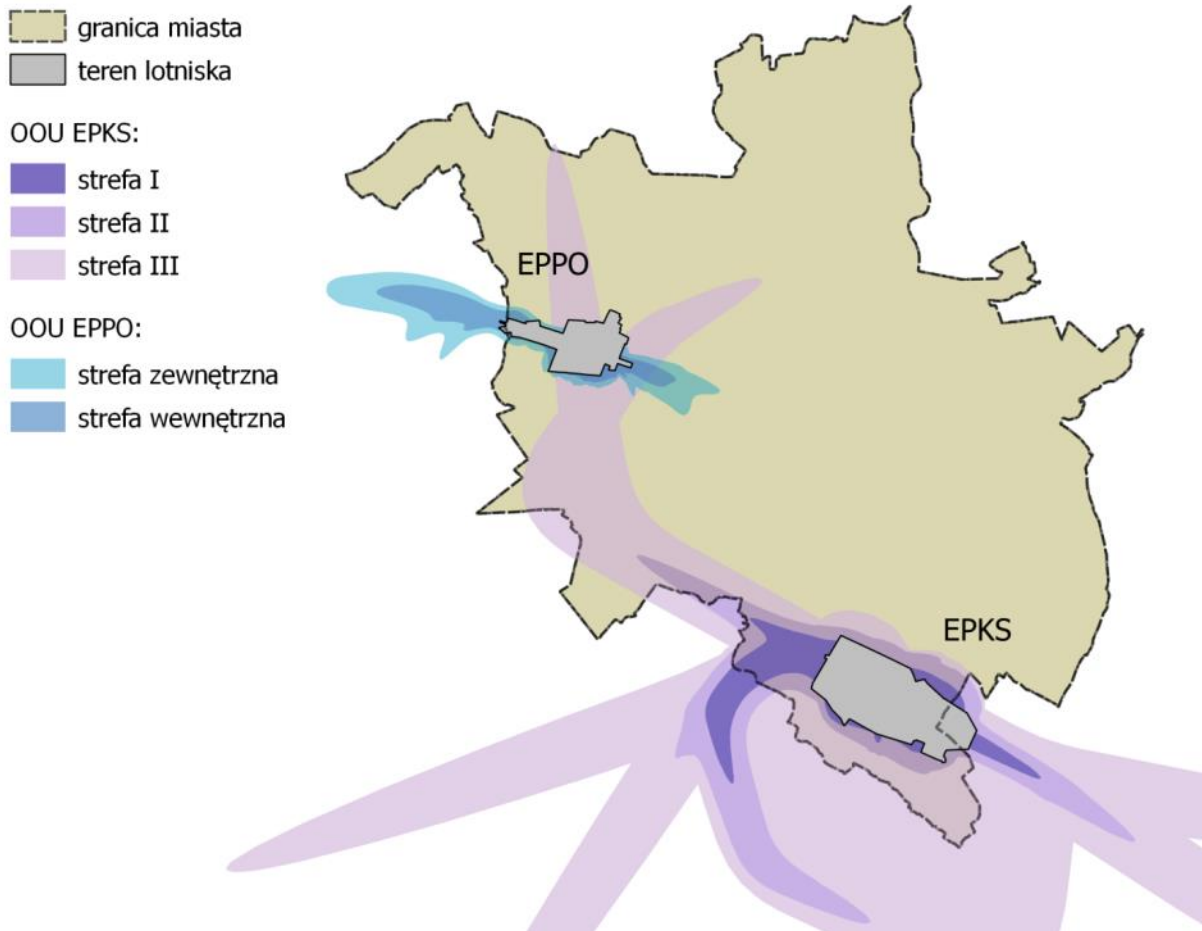 granica miasta
teren lotniska
OOU EPKS:
strefa I
strefa II
strefa III
OOU EPPO:
strefa zewnętrzna
strefa wewnętrzna
EPPO
EPKS